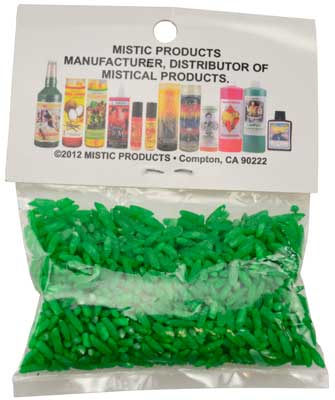 MISTIC PRODUCTS
MANUFACTURER, DISTRIBUTOR OF
MISTICAL PRODUCTS.
©2012 MISTIC PRODUCTS • Compton, CA 90222